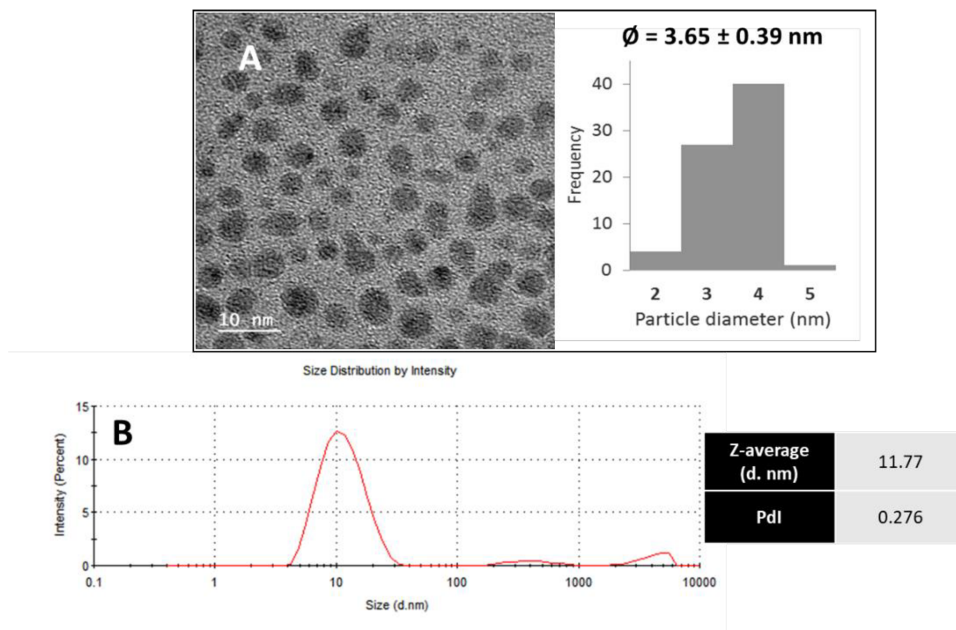 A
10 nm
Ø = 3.65 ± 0.39 nm
Frequency
40
30
20
10
0
2 3 4 5
Particle diameter (nm)
Size Distribution by Intensity
B
Intensity (Percent)
15
10
5
0
0.1 1 10 100 1000 10000
Size (d.nm)
Z-average
(d. nm)
11.77
PdI
0.276